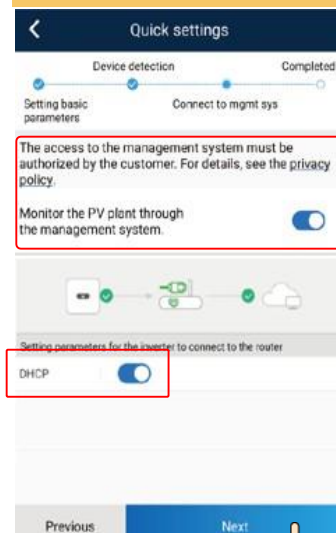 Quick settings
Device detection
Completed
Setting basic
parameters
Connect to mgmt sys
The access to the management system must be
authorized by the customer. For details, see the privacy
policy.
Monitor the PV plant through
the management system.
Setting parameters for the inverter to connect to the router
DHCP
Previous
Next